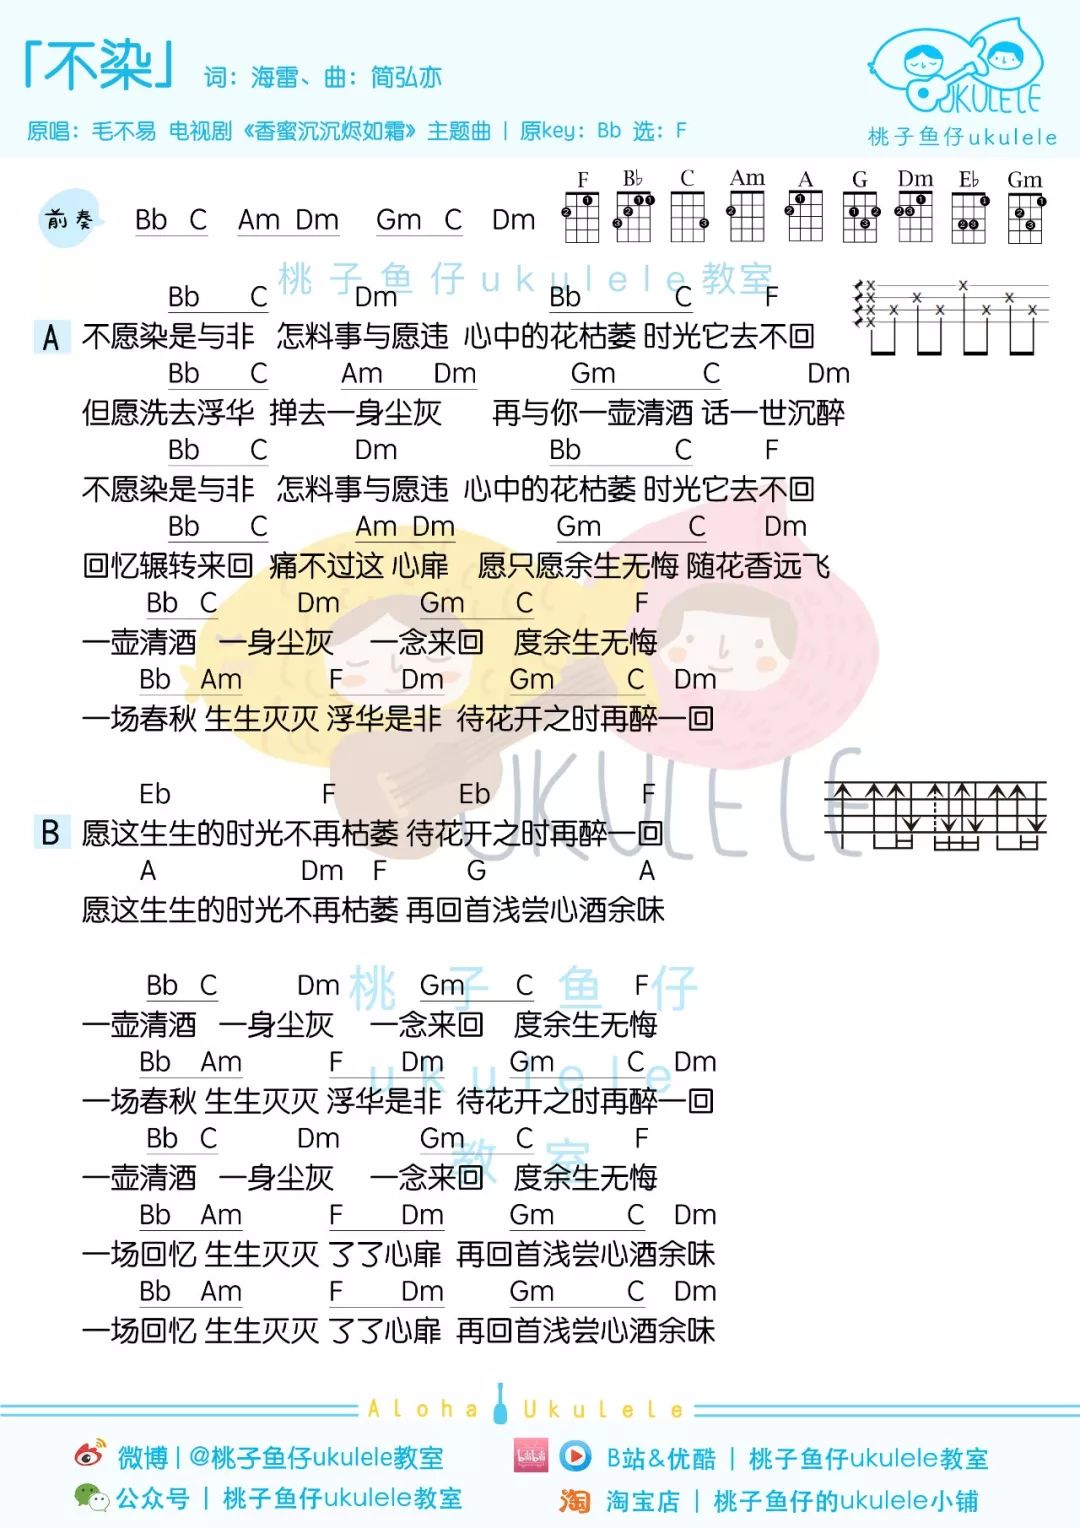 「不染」 词：海雷、曲：简弘亦
原唱：毛不易 电视剧《香蜜沉沉烬如霜》主题曲 | 原key：Bb 选：F
UKULELE
桃子鱼仔ukulele
F B♭ C Am A G Dm E♭ Gm
前奏 Bb C Am Dm Gm C Dm
桃子鱼仔ukulele教室
Bb C Dm Bb C F
A 不愿染是与非 怎料事与愿违 心中的花枯萎 时光它去不回
Bb C Am Dm Gm C Dm
但愿洗去浮华 掸去一身尘灰 再与你一壶清酒 话一世沉醉
Bb C Dm Bb C F
不愿染是与非 怎料事与愿违 心中的花枯萎 时光它去不回
Bb C Am Dm Gm C Dm
回忆辗转来回 痛不过这 心扉 愿只愿余生无悔 随花香远飞
Bb C Dm Gm C F
一壶清酒 一身尘灰 一念来回 度余生无悔
Bb Am F Dm Gm C Dm
一场春秋 生生灭灭 浮华是非 待花开之时再醉一回
UKULELE
Eb F Eb F
B 愿这生生的时光不再枯萎 待花开之时再醉一回
A Dm F G A
愿这生生的时光不再枯萎 再回首浅尝心酒余味
桃子鱼仔
Bb C Dm Gm C F
一壶清酒 一身尘灰 一念来回 度余生无悔
ukulele
Bb Am F Dm Gm C Dm
一场春秋 生生灭灭 浮华是非 待花开之时再醉一回
教室
Bb C Dm Gm C F
一壶清酒 一身尘灰 一念来回 度余生无悔
Bb Am F Dm Gm C Dm
一场回忆 生生灭灭 了了心扉 再回首浅尝心酒余味
Bb Am F Dm Gm C Dm
一场回忆 生生灭灭 了了心扉 再回首浅尝心酒余味
Aloha Ukulele
微博 | @桃子鱼仔ukulele教室
bilibili B站&优酷 | 桃子鱼仔ukulele教室
公众号 | 桃子鱼仔ukulele教室
淘 淘宝店 | 桃子鱼仔的ukulele小铺